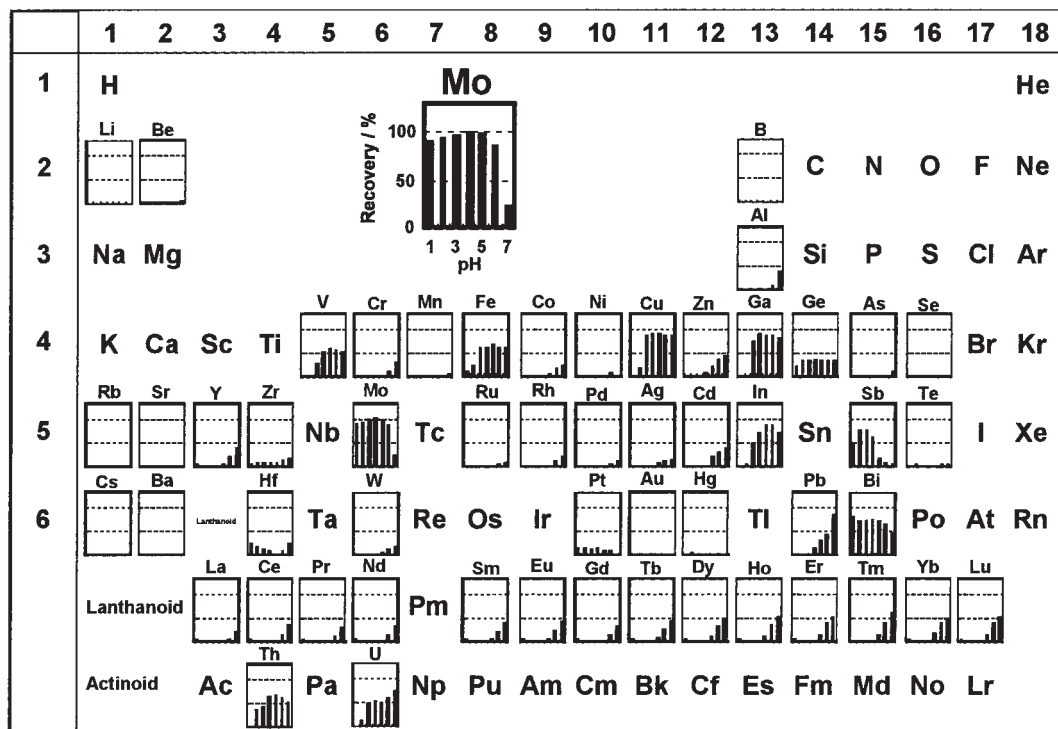 1 2 3 4 5 6 7 8 9 10 11 12 13 14 15 16 17 18
1 H Mo He
Li Be B
100
2 C N O F Ne
50
Recovery / %
0
Al
1 3 5 7
3 Na Mg Si P S Cl Ar
pH
V Cr Mn Fe Co Ni Cu Zn Ga Ge As Se
4 K Ca Sc Ti Br Kr
Rb Sr Y Zr Mo Ru Rh Pd Ag Cd In Sb Te
5 Nb Tc Sn I Xe
Cs Ba Hf W Pt Au Hg Pb Bi
6 Lanthanoid Ta Re Os Ir Tl Po At Rn
La Ce Pr Nd Sm Eu Gd Tb Dy Ho Er Tm Yb Lu
Lanthanoid Pm
Th U
Actinoid Ac Pa Np Pu Am Cm Bk Cf Es Fm Md No Lr